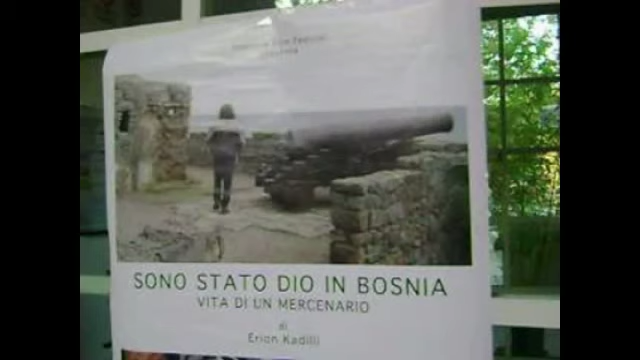 SONO STATO DIO IN BOSNIA
VITA DI UN MERCENARIO
di
Erion Kadilli